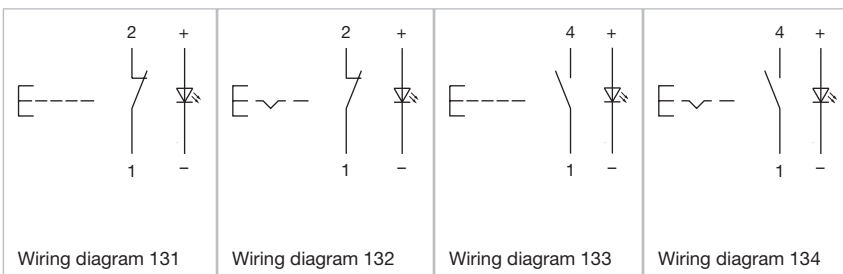 2 + 2 + 4 + 4 +
1 – 1 – 1 – 1 –
Wiring diagram 131 Wiring diagram 132 Wiring diagram 133 Wiring diagram 134